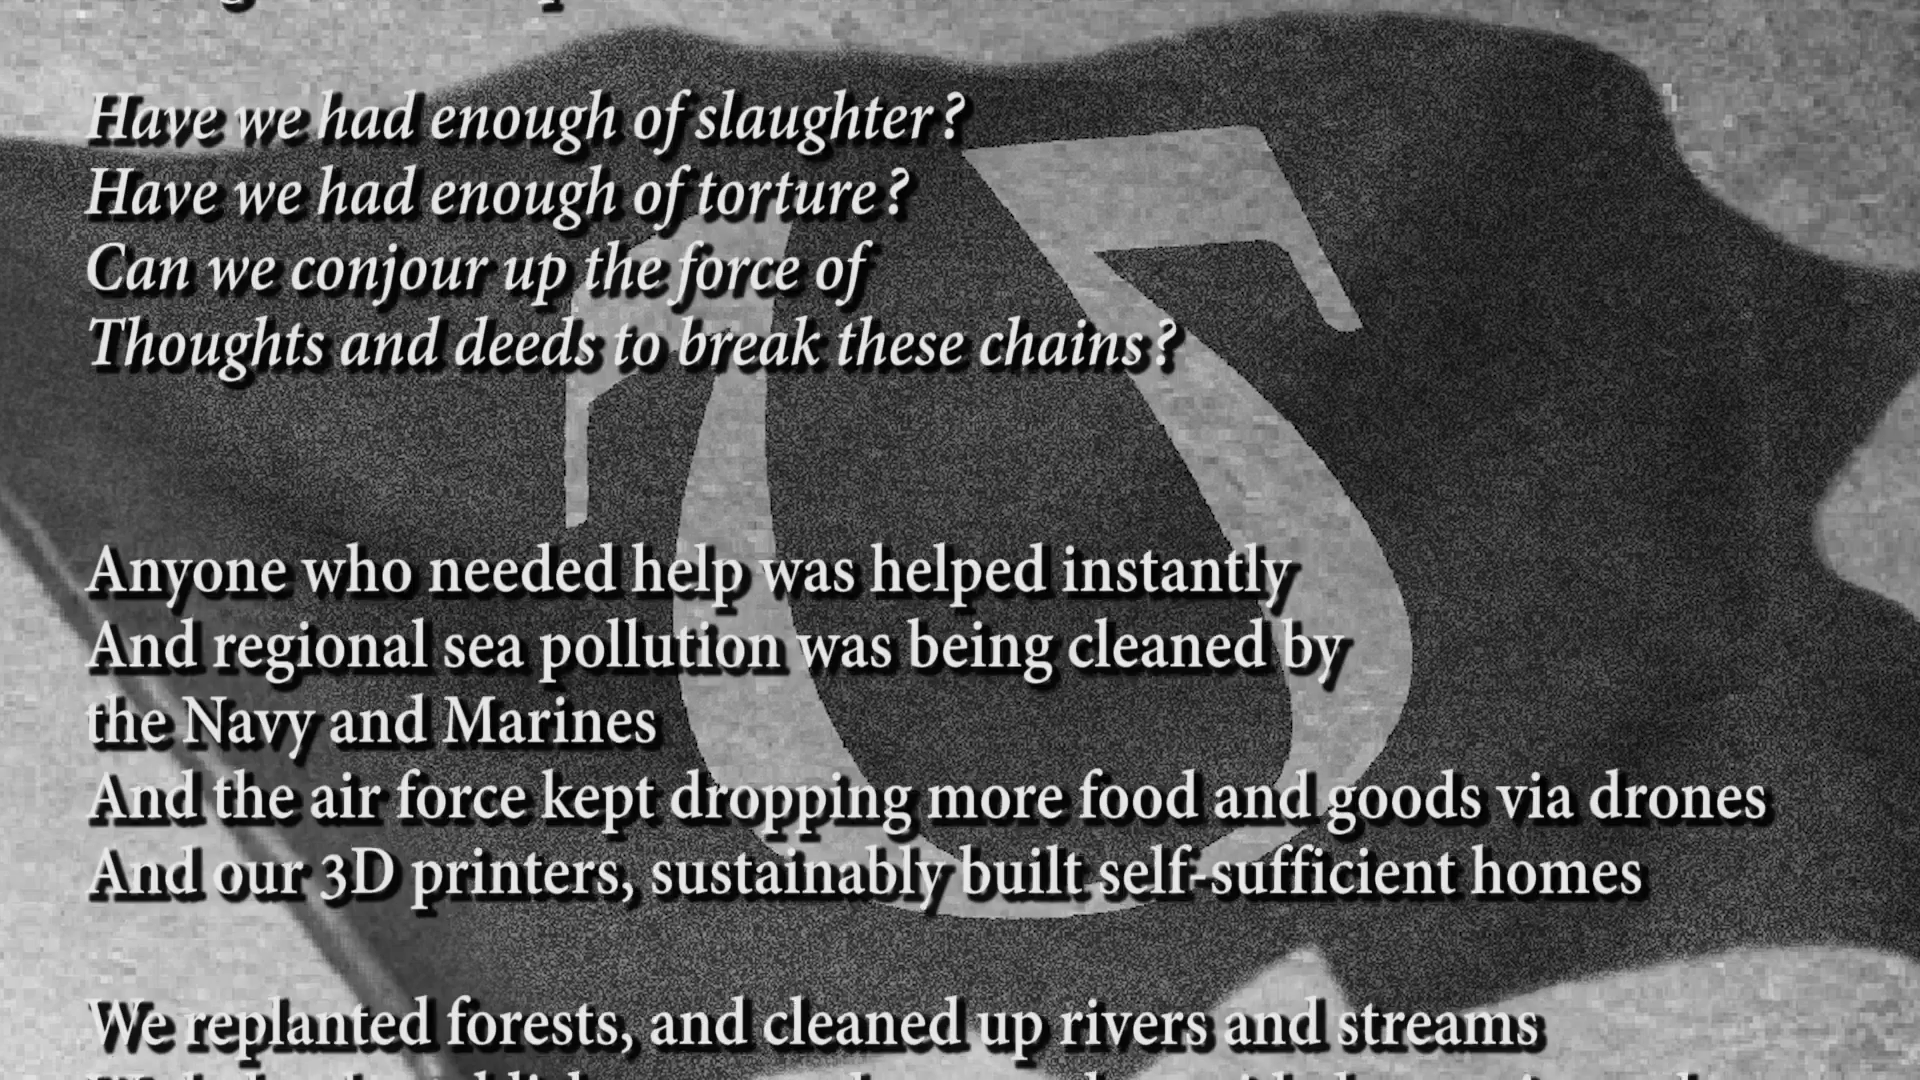 Have we had enough of slaughter?
Have we had enough of torture?
Can we conjour up the force of
Thoughts and deeds to break these chains?
Anyone who needed help was helped instantly
And regional sea pollution was being cleaned by
the Navy and Marines
And the air force kept dropping more food and goods via drones
And our 3D printers, sustainably built self-sufficient homes
We replanted forests, and cleaned up rivers and streams